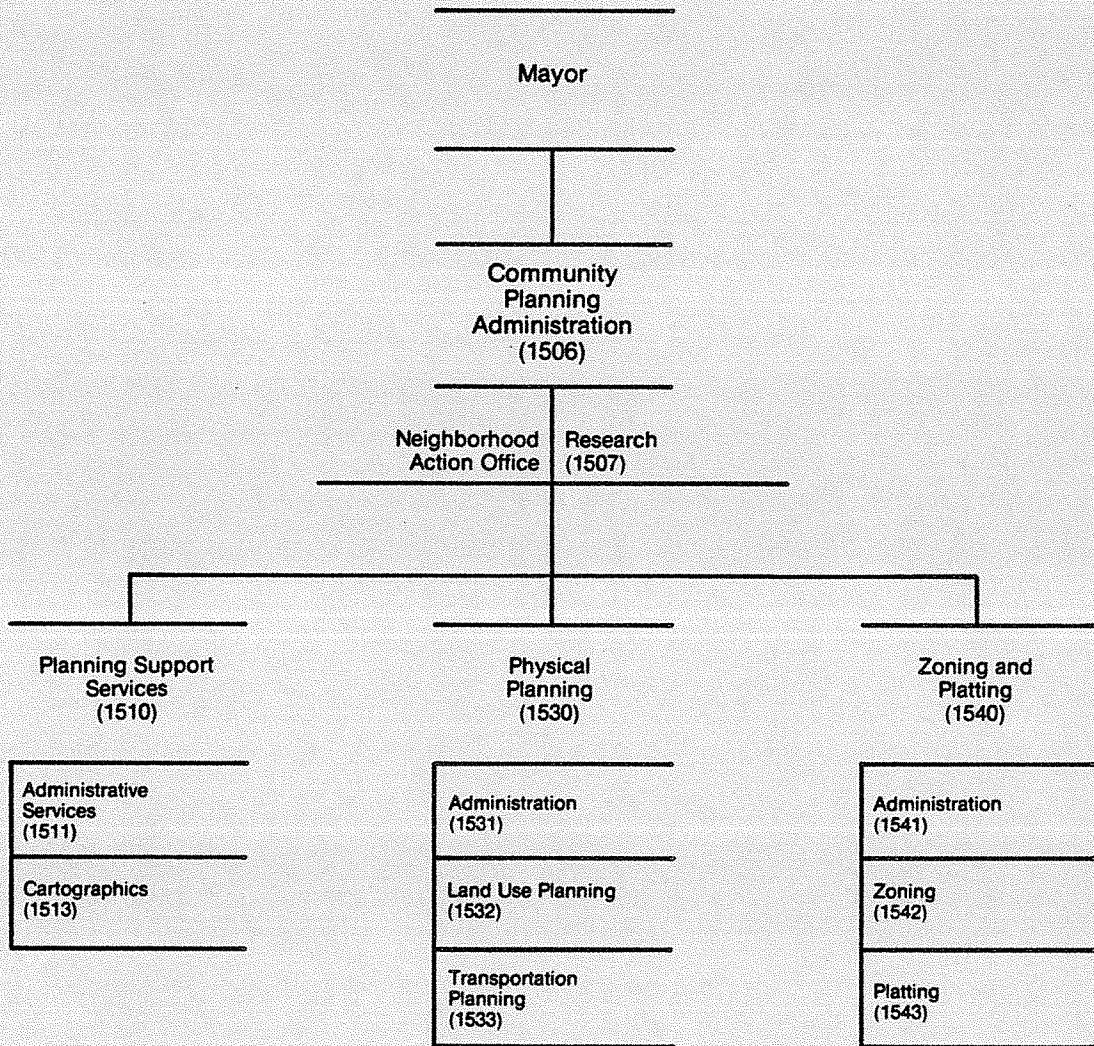 Mayor
Community
Planning
Administration
(1506)
Neighborhood
Action Office
Research
(1507)
Planning Support
Services
(1510)
Administrative
Services
(1511)
Cartographics
(1513)
Physical
Planning
(1530)
Administration
(1531)
Land Use Planning
(1532)
Transportation
Planning
(1533)
Zoning and
Platting
(1540)
Administration
(1541)
Zoning
(1542)
Platting
(1543)